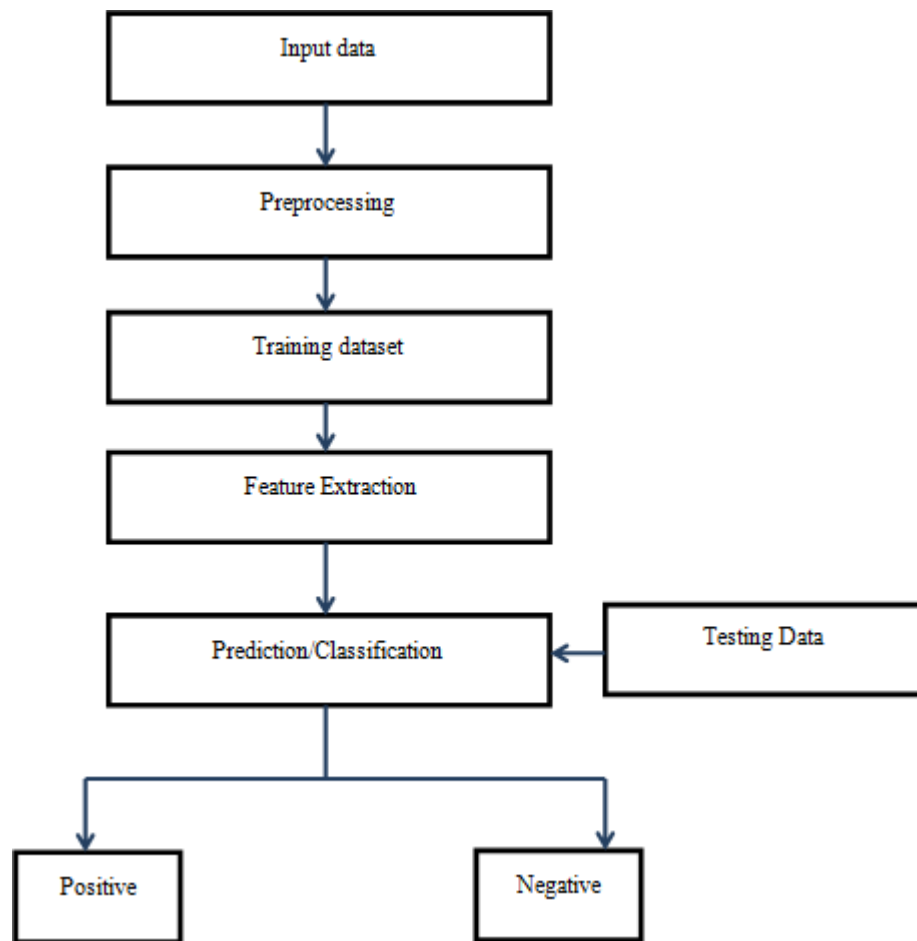 Input data
Preprocessing
Training dataset
Feature Extraction
Prediction/Classification
Testing Data
Positive
Negative